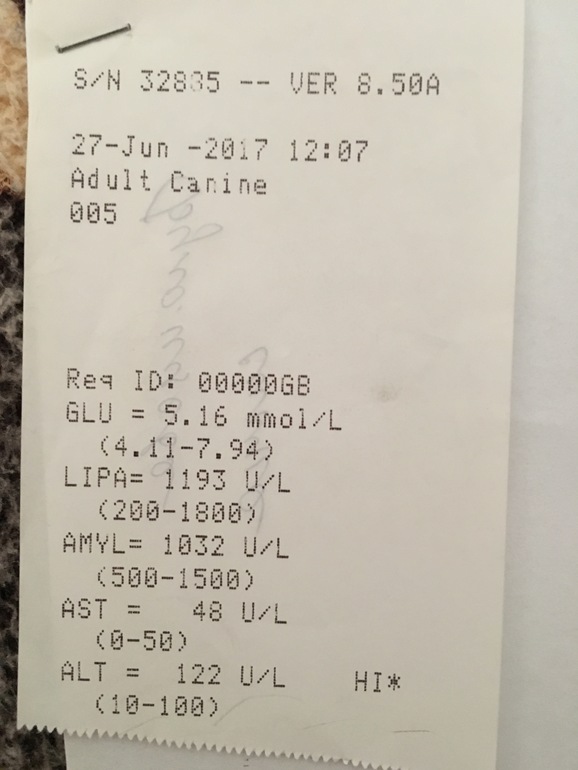 S/N 32835 -- VER 8.50A
27-Jun -2017 12:07
Adult Canine
005
Req ID: 00000GB
GLU = 5.16 mmol/L
(4.11-7.94)
LIPA= 1193 U/L
(200-1800)
AMYL= 1032 U/L
(500-1500)
AST = 48 U/L
(0-50)
ALT = 122 U/L HI*
(10-100)